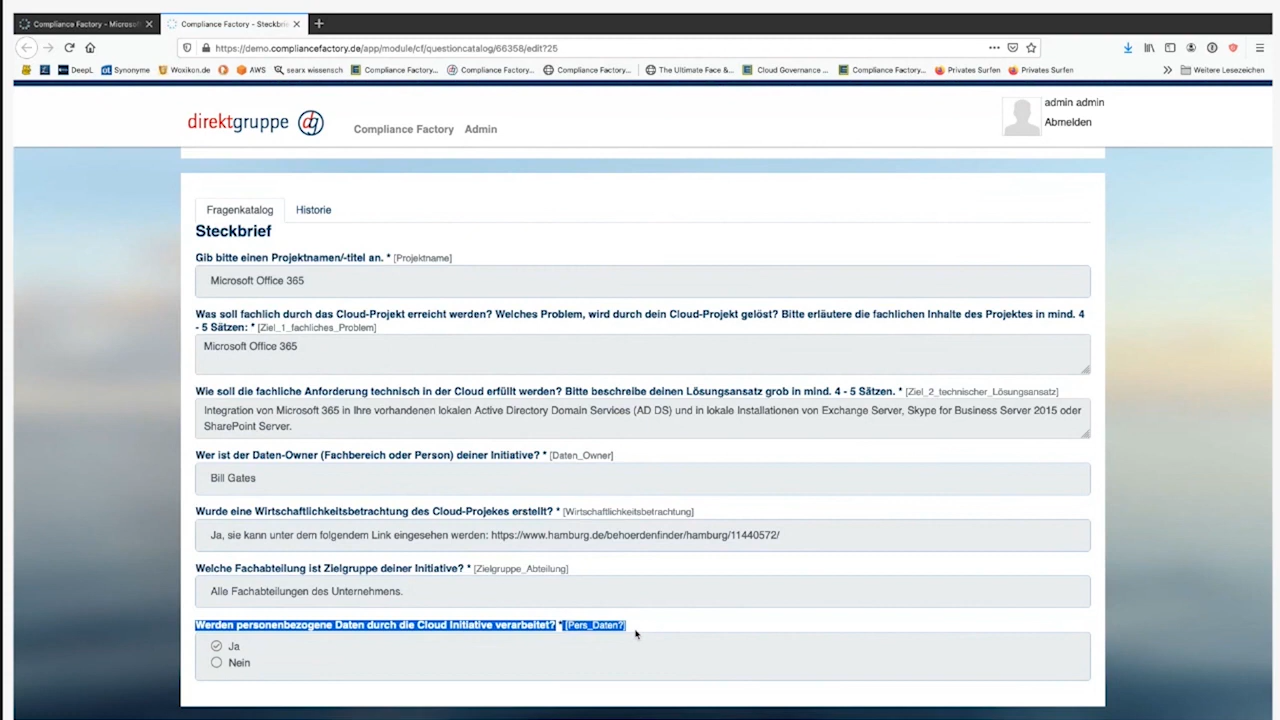 Compliance Factory - Microsof
Compliance Factory - Steckbrie
https://demo.compliancefactory.de/app/module/cf/questioncatalog/66358/edit?25
DeepL
Synonyme
Woxikon.de
AWS
searx wissensch
Compliance Factory...
Compliance Factory...
Compliance Factory...
The Ultimate Face &...
Cloud Governance ...
Compliance Factory...
Privates Surfen
Privates Surfen
Weitere Lesezeichen
direktgruppe dg
Compliance Factory Admin
admin admin
Abmelden
Fragenkatalog Historie
Steckbrief
Gib bitte einen Projektnamen/-titel an. * [Projektname]
Microsoft Office 365
Was soll fachlich durch das Cloud-Projekt erreicht werden? Welches Problem, wird durch dein Cloud-Projekt gelöst? Bitte erläutere die fachlichen Inhalte des Projektes in mind. 4
- 5 Sätzen: * [Ziel_1_fachliches_Problem]
Microsoft Office 365
Wie soll die fachliche Anforderung technisch in der Cloud erfüllt werden? Bitte beschreibe deinen Lösungsansatz grob in mind. 4 - 5 Sätzen. * [Ziel_2_technischer_Lösungsansatz]
Integration von Microsoft 365 in Ihre vorhandenen lokalen Active Directory Domain Services (AD DS) und in lokale Installationen von Exchange Server, Skype for Business Server 2015 oder
SharePoint Server.
Wer ist der Daten-Owner (Fachbereich oder Person) deiner Initiative? * [Daten_Owner]
Bill Gates
Wurde eine Wirtschaftlichkeitsbetrachtung des Cloud-Projekes erstellt? * [Wirtschaftlichkeitsbetrachtung]
Ja, sie kann unter dem folgendem Link eingesehen werden: https://www.hamburg.de/behoerdenfinder/hamburg/11440572/
Welche Fachabteilung ist Zielgruppe deiner Initiative? * [Zielgruppe_Abteilung]
Alle Fachabteilungen des Unternehmens.
Werden personenbezogene Daten durch die Cloud Initiative verarbeitet? * [Pers_Daten?]
Ja
Nein